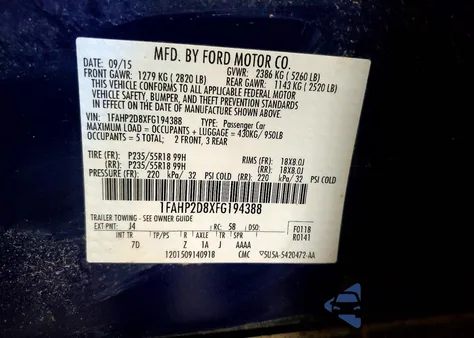 MFD. BY FORD MOTOR CO.
DATE: 09/15 GVWR: 2386 KG ( 5260 LB)
FRONT GAWR: 1279 KG ( 2820 LB) REAR GAWR: 1143 KG ( 2520 LB)
THIS VEHICLE CONFORMS TO ALL APPLICABLE FEDERAL MOTOR
VEHICLE SAFETY, BUMPER, AND THEFT PREVENTION STANDARDS
IN EFFECT ON THE DATE OF MANUFACTURE SHOWN ABOVE.
VIN: 1FAHP2D8XFG194388 TYPE: Passenger Car
MAXIMUM LOAD = OCCUPANTS + LUGGAGE = 430KG/ 950LB
OCCUPANTS = 5 TOTAL; 2 FRONT, 3 REAR
TIRE (FR): P235/55R18 99H RIMS (FR): 18X8.0J
(RR): P235/55R18 99H (RR): 18X8.0J
PRESSURE (FR) 220 kPa/ 32 PSI COLD (RR) 220 kPa/ 32 PSI COLD
1FAHP2D8XFG194388
TRAILER TOWING - SEE OWNER GUIDE
EXT PNT: J4 RC: 58 DSO: F0118
R0141
INT TR TP/PS R AXLE TR SPR
7D Z 1A J AAAA
1201509140918 CMC 5U5A-5420472-AA